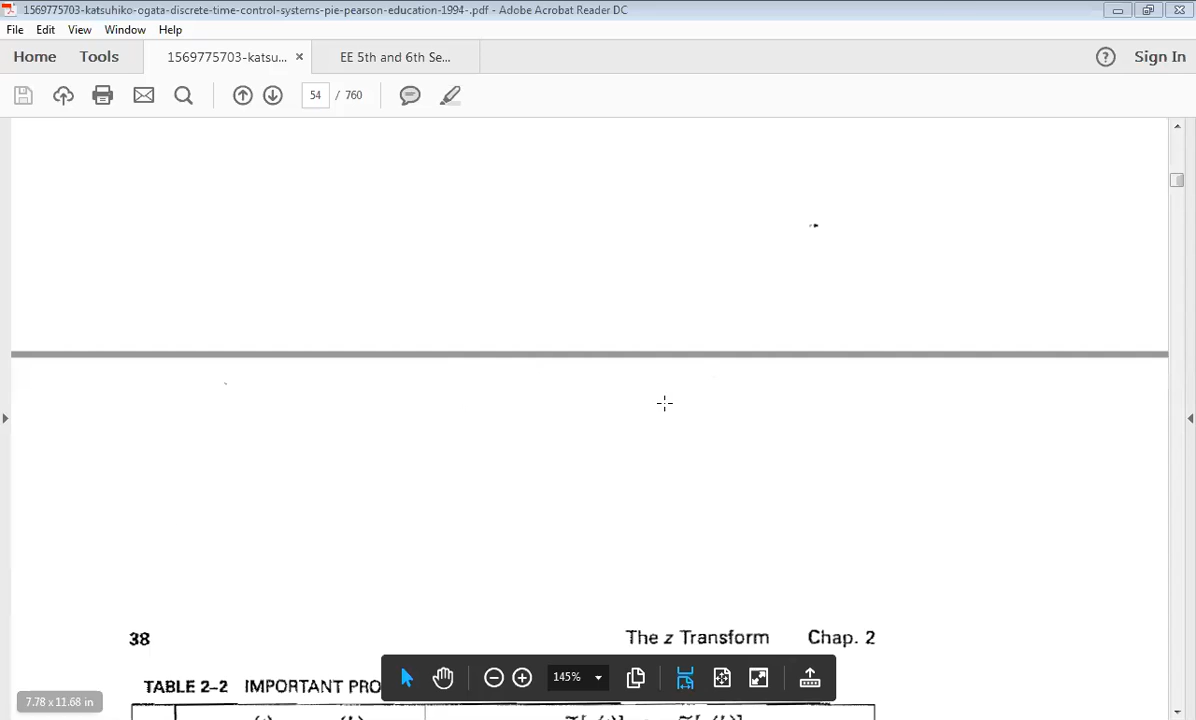 1569775703-katsuhiko-ogata-discrete-time-control-systems-pie-pearson-education-1994-.pdf - Adobe Acrobat Reader DC
File Edit View Window Help
Home Tools 1569775703-katsu... × EE 5th and 6th Se... ? Sign In
54 / 760
38 The z Transform Chap. 2
TABLE 2–2 IMPORTANT PRO
145%
7.78 x 11.68 in